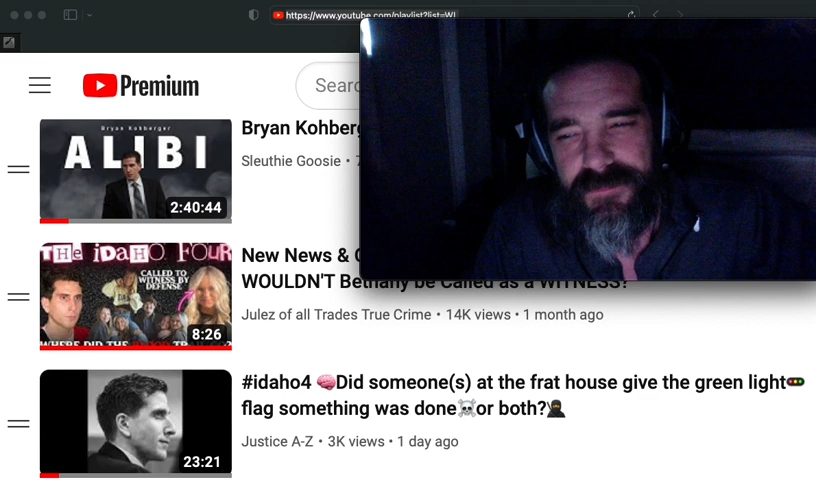 https://www.youtube.com/playlist?list=WL
Premium
Bryan Kohberger
ALIBI
2:40:44
Bryan Kohberg
Sleuthie Goosie •
THE iDAHO FOUR
CALLED TO
WITNESS BY
DEFENSE
8:26
New News &
WOULDN'T Bethany be Called as a WITNESS?
Julez of all Trades True Crime • 14K views • 1 month ago
23:21
#idaho4 🧠Did someone(s) at the frat house give the green light🚥
flag something was done☠️or both?🥷
Justice A-Z • 3K views • 1 day ago